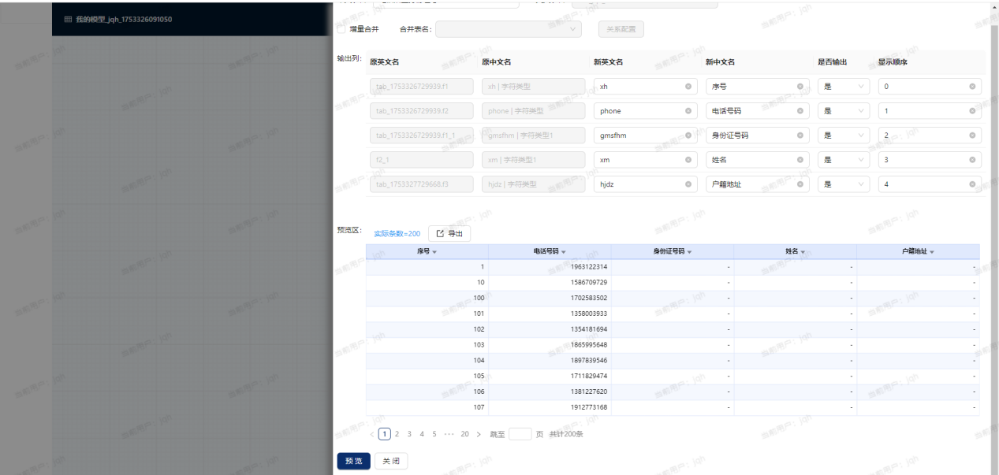 我的模型_jqh_1753326091050
增量合并 合并表名: 关系配置
输出列: 原英文名 原中文名 新英文名 新中文名 是否输出 显示顺序
tab_1753326729939.f1 xh | 字符类型 xh 序号 是 0
tab_1753326729939.f2 phone | 字符类型 phone 电话号码 是 1
tab_1753326729939.f1_1 gmsfhm | 字符类型1 gmsfhm 身份证号码 是 2
f2_1 xm | 字符类型1 xm 姓名 是 3
tab_1753327729668.f3 hjdz | 字符类型 hjdz 户籍地址 是 4
预览区: 实际条数=200 导出
序号 电话号码 身份证号码 姓名 户籍地址
1 1963122314 - - -
10 1586709729 - - -
100 1702583502 - - -
101 1358003933 - - -
102 1354181694 - - -
103 1865995648 - - -
104 1897839546 - - -
105 1711829474 - - -
106 1381227620 - - -
107 1912773168 - - -
< 1 2 3 4 5 ··· 20 > 跳至 页 共计200条
预览 关闭
当前用户: jqh